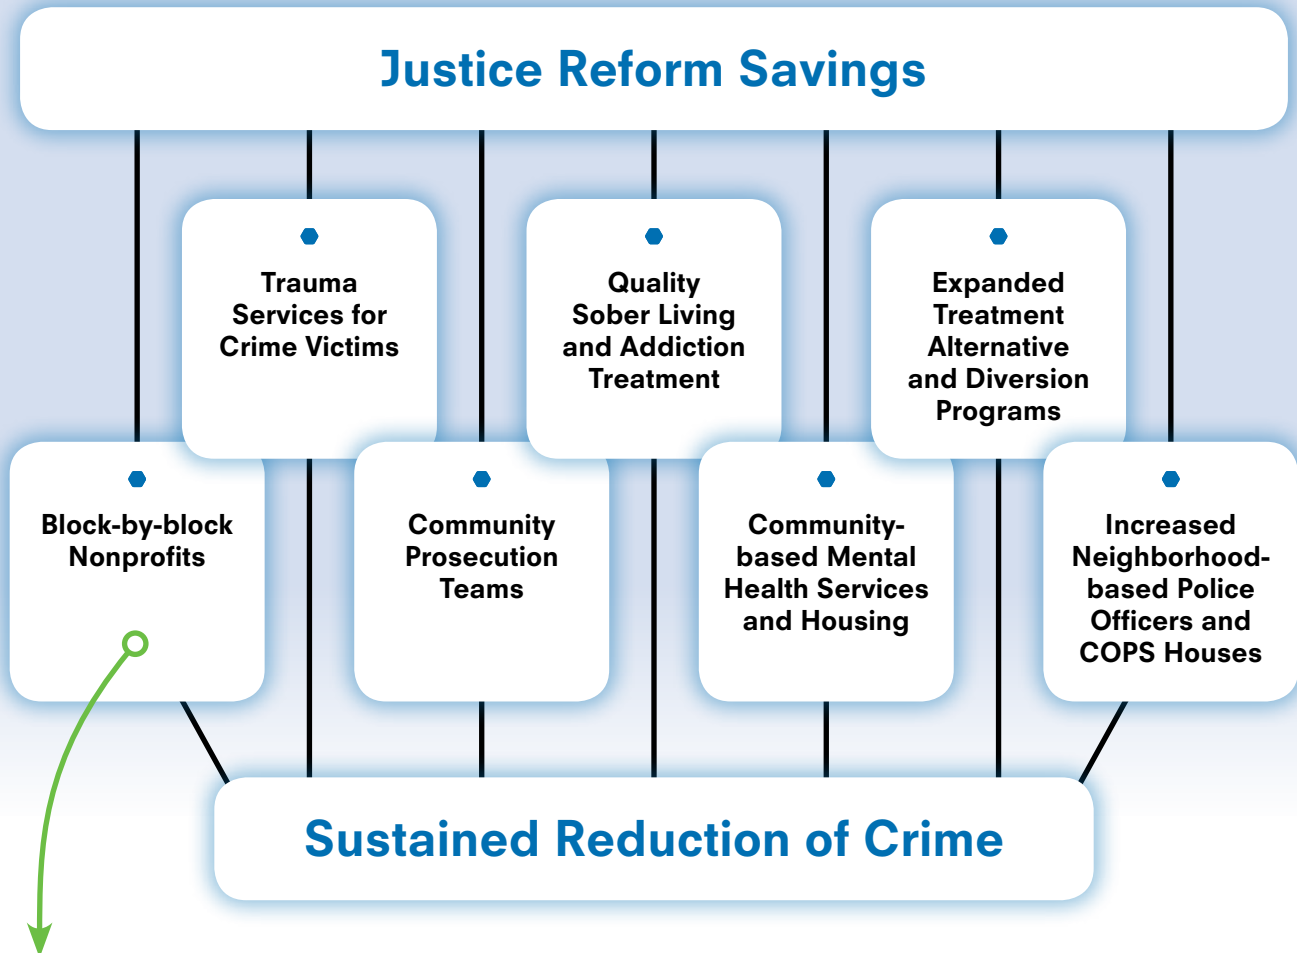 Justice Reform Savings
Trauma
Services for
Crime Victims
Quality
Sober Living
and Addiction
Treatment
Expanded
Treatment
Alternative
and Diversion
Programs
Block-by-block
Nonprofits
Community
Prosecution
Teams
Community-
based Mental
Health Services
and Housing
Increased
Neighborhood-
based Police
Officers and
COPS Houses
Sustained Reduction of Crime